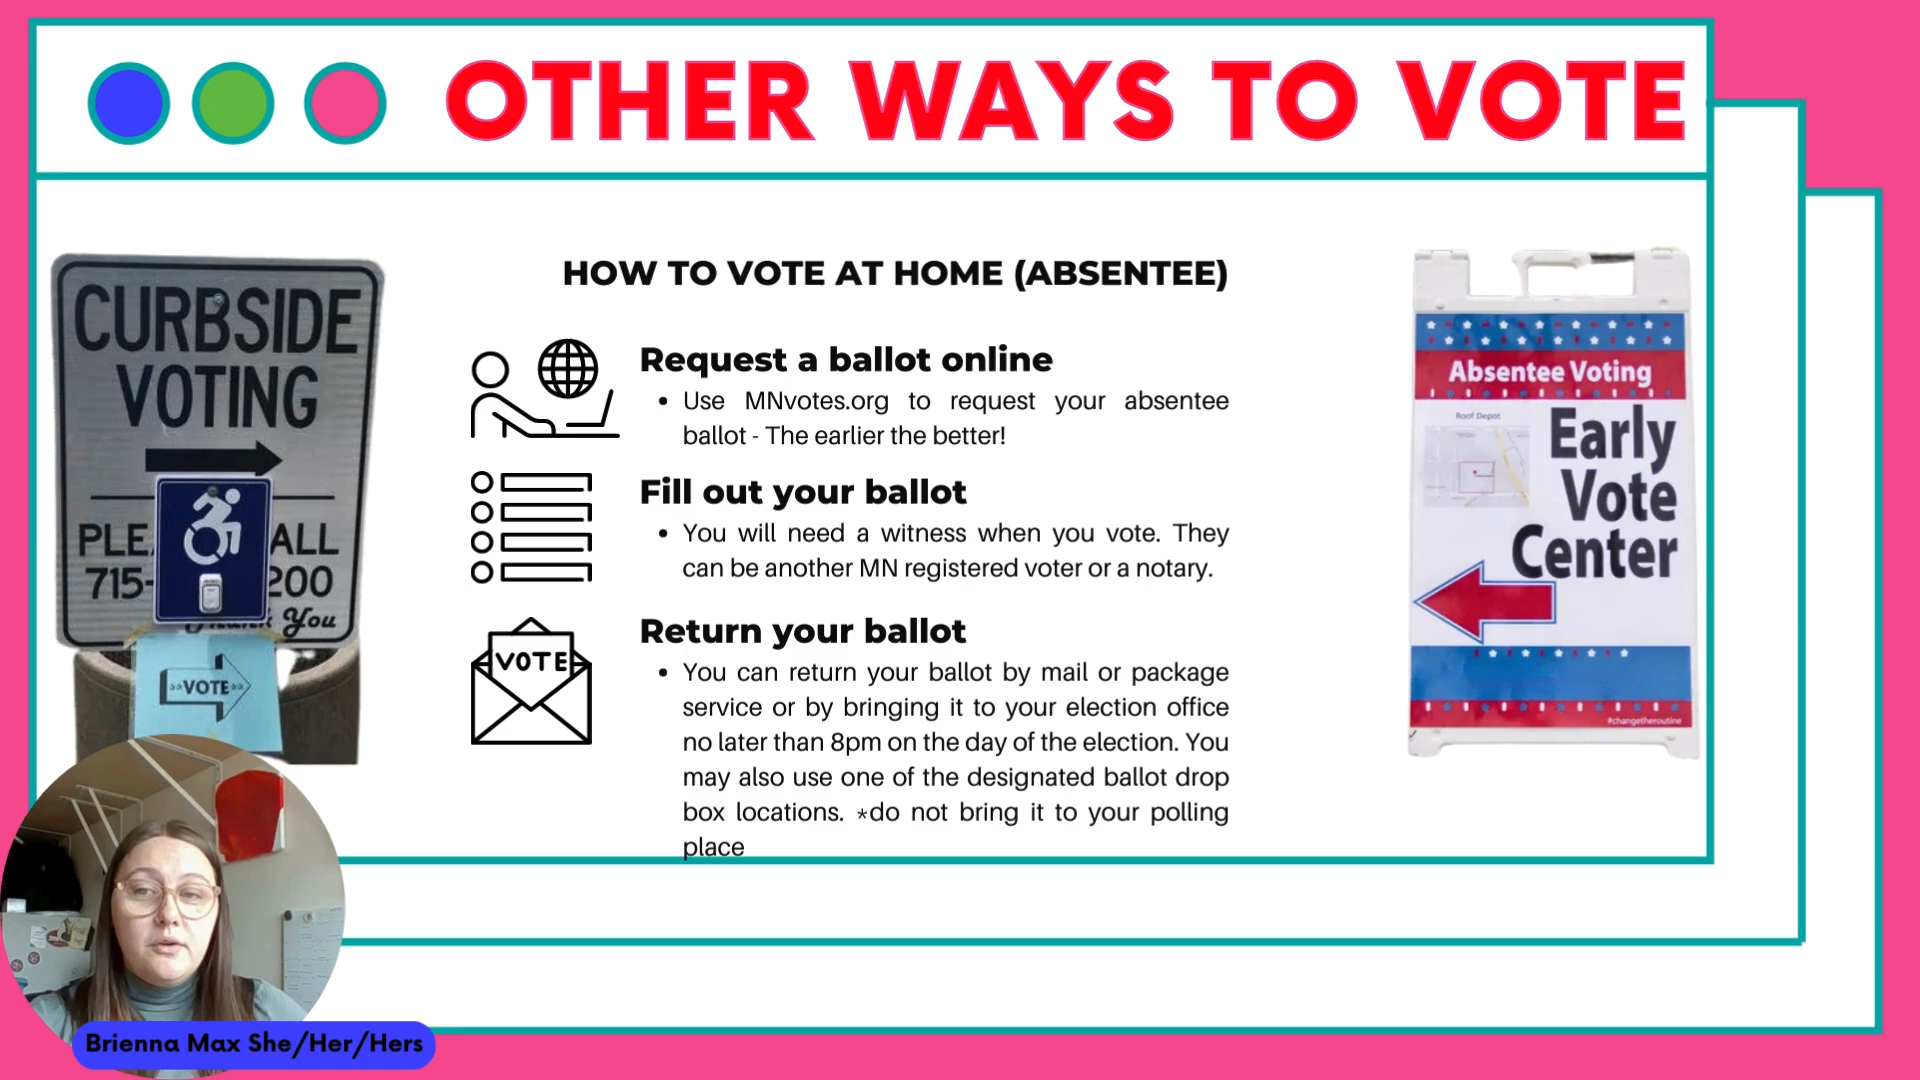 OTHER WAYS TO VOTE
CURBSIDE
VOTING
PLE ALL
715- 200
You
VOTE
HOW TO VOTE AT HOME (ABSENTEE)
Request a ballot online
• Use MNvotes.org to request your absentee
ballot - The earlier the better!
Fill out your ballot
• You will need a witness when you vote. They
can be another MN registered voter or a notary.
VOTE
Return your ballot
• You can return your ballot by mail or package
service or by bringing it to your election office
no later than 8pm on the day of the election. You
may also use one of the designated ballot drop
box locations. *do not bring it to your polling
place
Absentee Voting
Roof Depot
Early
Vote
Center
#changetheroutine
Brienna Max She/Her/Hers